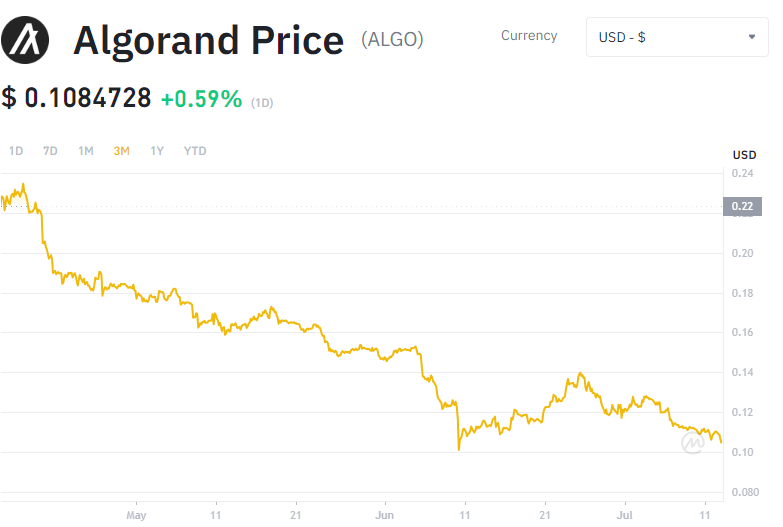 Algorand Price (ALGO)
Currency
USD - $
$ 0.1084728 +0.59% (1D)
1D 7D 1M 3M 1Y YTD
USD
0.24
0.22
0.20
0.18
0.16
0.14
0.12
0.10
0.080
May 11 21 Jun 11 21 Jul 11